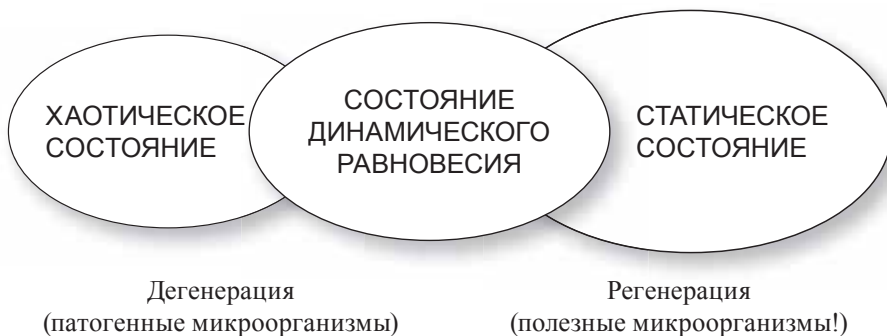 ХАОТИЧЕСКОЕ
СОСТОЯНИЕ
СОСТОЯНИЕ
ДИНАМИЧЕСКОГО
РАВНОВЕСИЯ
СТАТИЧЕСКОЕ
СОСТОЯНИЕ
Дегенерация
(патогенные микроорганизмы)
Регенерация
(полезные микроорганизмы!)